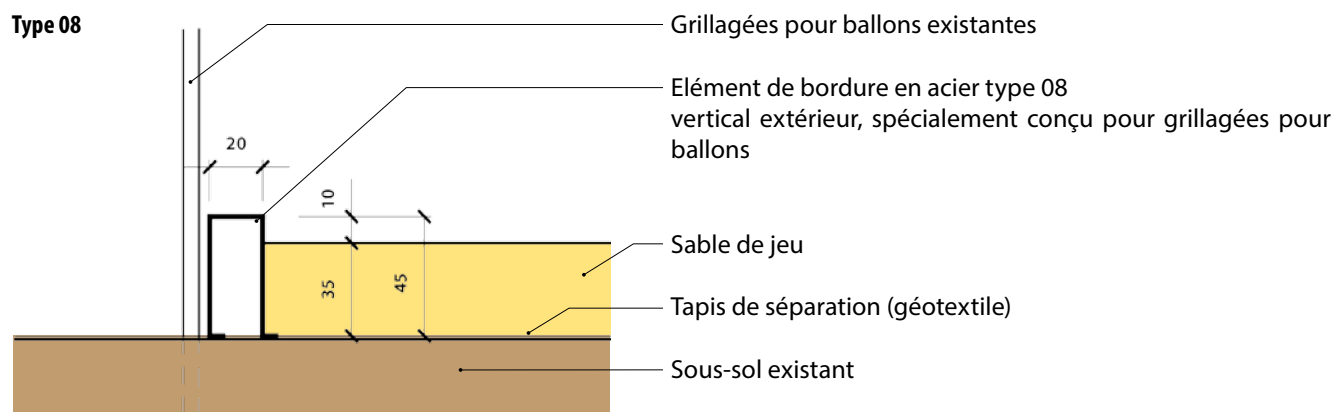 Type 08
Grillagées pour ballons existantes
Elément de bordure en acier type 08
vertical extérieur, spécialement conçu pour grillagées pour
ballons
20
10
35
45
Sable de jeu
Tapis de séparation (géotextile)
Sous-sol existant